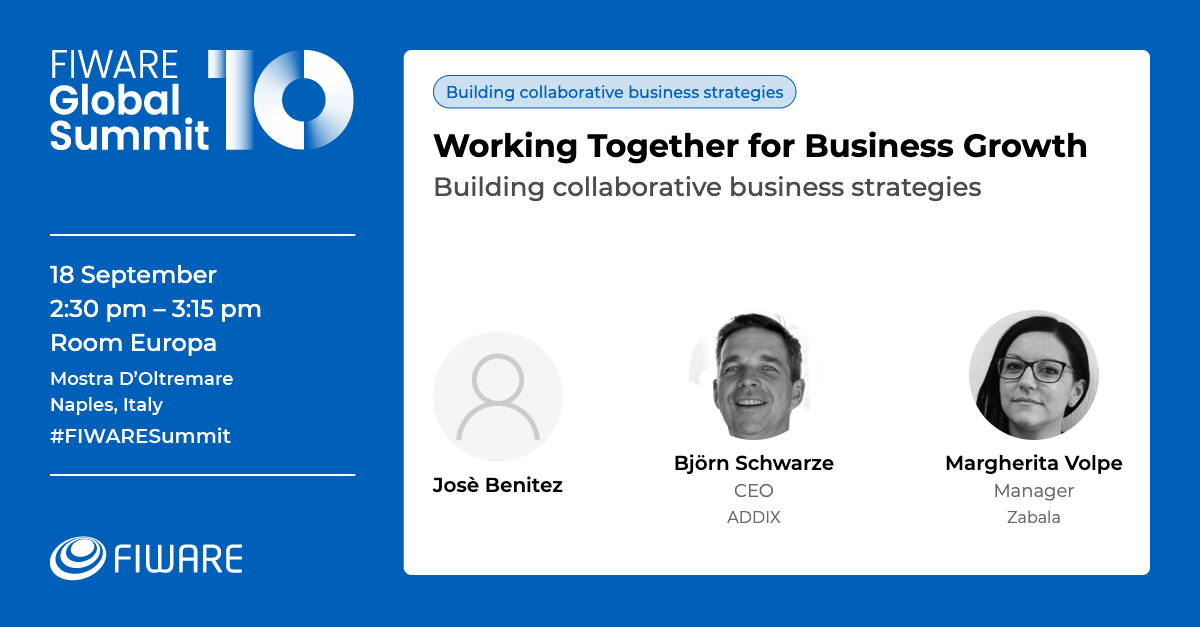 FIWARE
Global
Summit
10
18 September
2:30 pm – 3:15 pm
Room Europa
Mostra D’Oltremare
Naples, Italy
#FIWARESummit
FIWARE
Building collaborative business strategies
Working Together for Business Growth
Building collaborative business strategies
Josè Benitez
Björn Schwarze
CEO
ADDIX
Margherita Volpe
Manager
Zabala